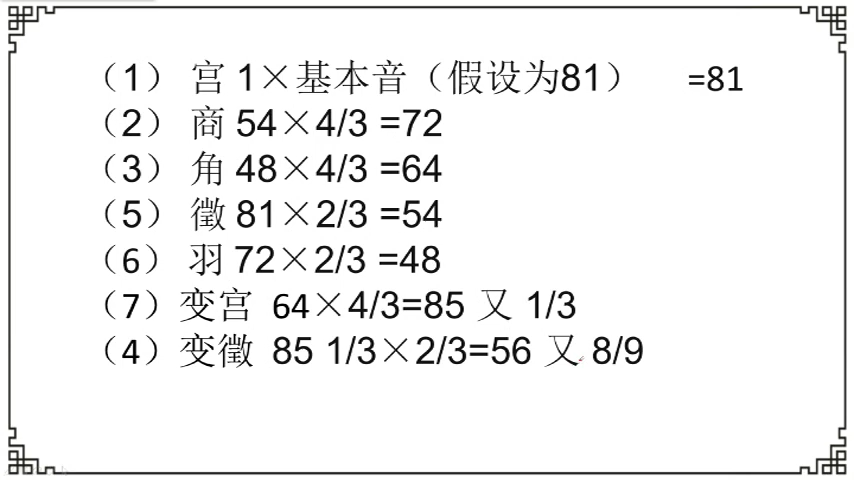 （1） 宫 1×基本音（假设为81） =81
（2） 商 54×4/3 =72
（3） 角 48×4/3 =64
（5） 徵 81×2/3 =54
（6） 羽 72×2/3 =48
（7）变宫 64×4/3=85 又 1/3
（4）变徵 85 1/3×2/3=56 又 8/9